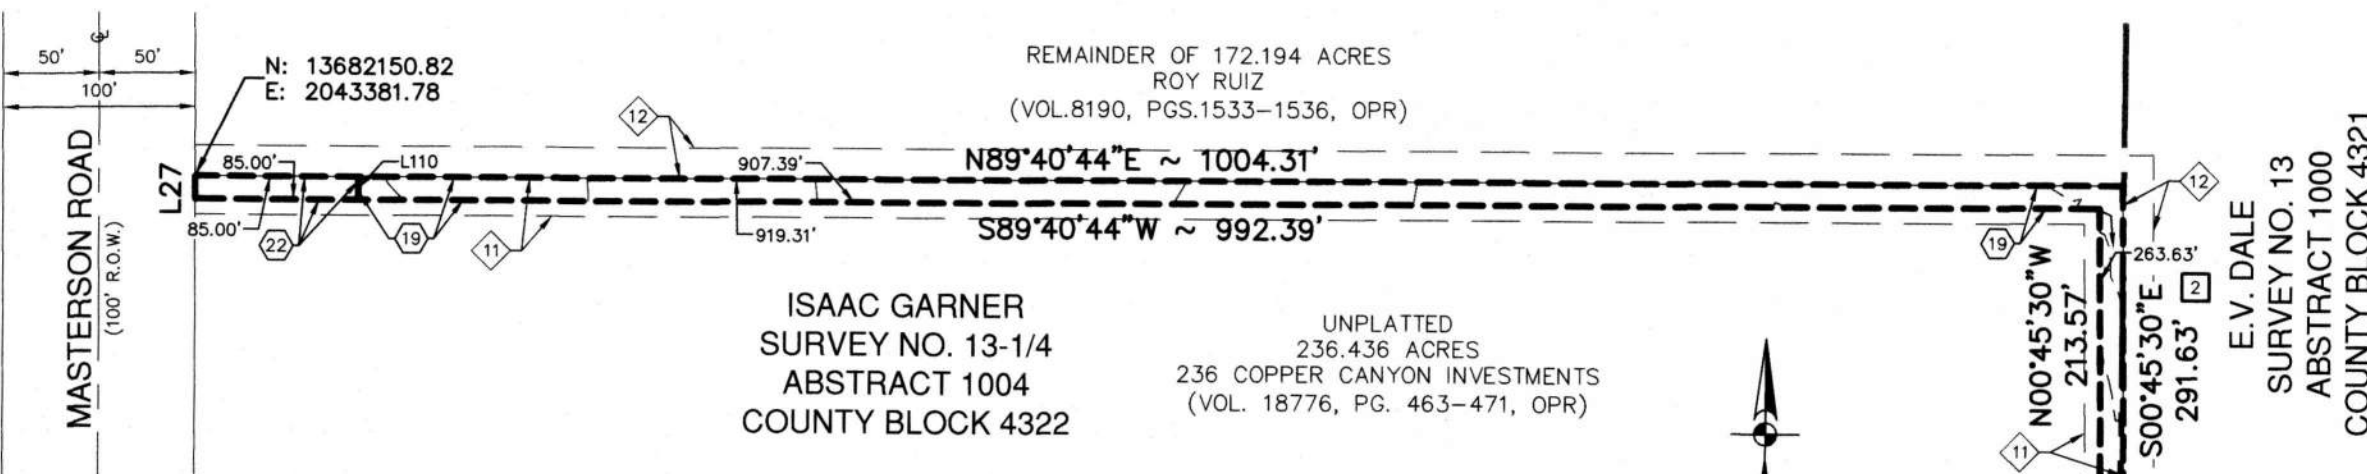 ℄
50'
50'
100'
N: 13682150.82
E: 2043381.78
MASTERSON ROAD
(100' R.O.W.)
L27
85.00'
85.00'
L110
22
19
11
12
907.39'
919.31'
REMAINDER OF 172.194 ACRES
ROY RUIZ
(VOL.8190, PGS.1533–1536, OPR)
N89°40'44"E ~ 1004.31'
S89°40'44"W ~ 992.39'
ISAAC GARNER
SURVEY NO. 13-1/4
ABSTRACT 1004
COUNTY BLOCK 4322
UNPLATTED
236.436 ACRES
236 COPPER CANYON INVESTMENTS
(VOL. 18776, PG. 463–471, OPR)
19
12
263.63'
N00°45'30"W
213.57'
S00°45'30"E
291.63'
2
11
E.V. DALE
SURVEY NO. 13
ABSTRACT 1000
COUNTY BLOCK 4321